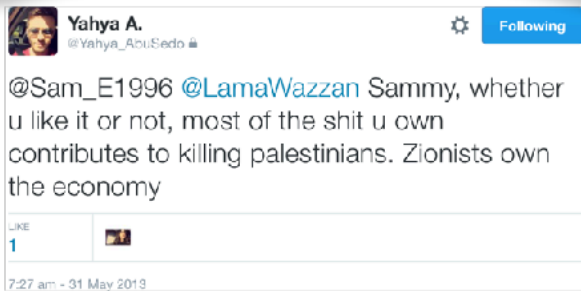 Yahya A.
@Yahya_AbuSedo
Following
@Sam_E1996 @LamaWazzan Sammy, whether
u like it or not, most of the shit u own
contributes to killing palestinians. Zionists own
the economy
LIKE
1
7:27 am - 31 May 2013